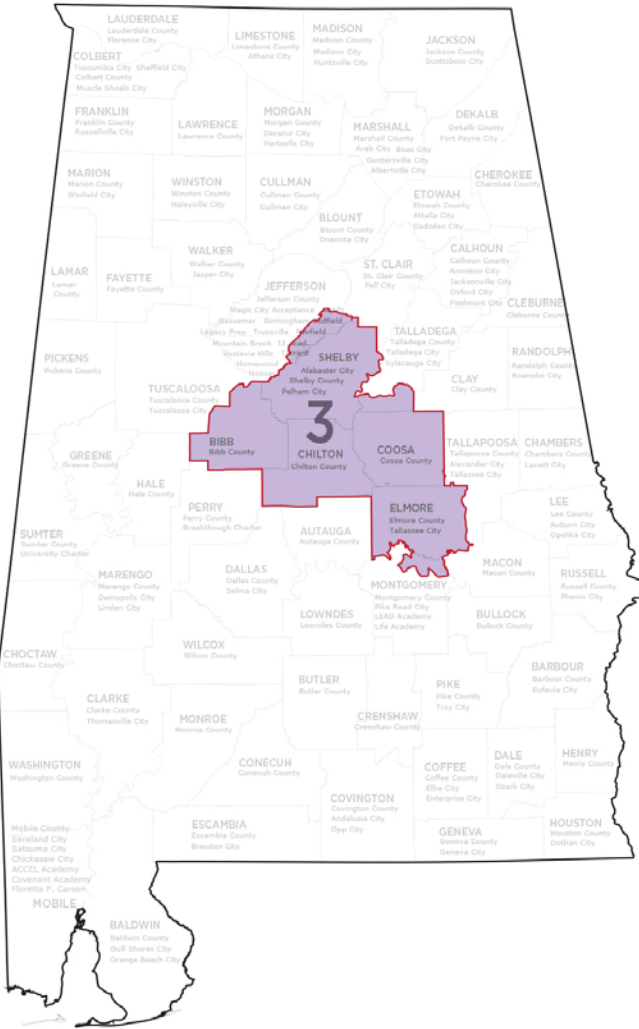 LAUDERDALE
Lauderdale County
Florence City
LIMESTONE
Limestone County
Athens City
MADISON
Madison County
Madison City
Huntsville City
JACKSON
Jackson County
Scottsboro City
COLBERT
Tuscumbia City Sheffield City
Colbert County
Muscle Shoals City
FRANKLIN
Franklin County
Russellville City
LAWRENCE
Lawrence County
MORGAN
Morgan County
Decatur City
Hartselle City
MARSHALL
Marshall County
Arab City Boaz City
Guntersville City
Albertville City
DEKALB
Dekalb County
Fort Payne City
MARION
Marion County
Winfield City
WINSTON
Winston County
Haleyville City
CULLMAN
Cullman County
Cullman City
CHEROKEE
Cherokee County
ETOWAH
Etowah County
Attalla City
Gadsden City
BLOUNT
Blount County
Oneonta City
WALKER
Walker County
Jasper City
CALHOUN
Calhoun County
Anniston City
Jacksonville City
Oxford City
Piedmont City
ST. CLAIR
St. Clair County
Pell City
LAMAR
Lamar
County
FAYETTE
Fayette County
JEFFERSON
Jefferson County
Magic City Acceptance
Bessemer Birmingham
Legacy Prep Trussville Fairfield
Mountain Brook
Vestavia Hills
Homewood
Hoover
CLEBURNE
Cleburne County
TALLADEGA
Talladega County
Talladega City
Sylacauga City
RANDOLPH
Randolph County
Roanoke City
PICKENS
Pickens County
SHELBY
Alabaster City
Shelby County
Pelham City
CLAY
Clay County
TUSCALOOSA
Tuscaloosa County
Tuscaloosa City
3
BIBB
Bibb County
CHILTON
Chilton County
COOSA
Coosa County
TALLAPOOSA
Tallapoosa County
Alexander City
Tallassee City
CHAMBERS
Chambers County
Lanett City
GREENE
Greene County
HALE
Hale County
PERRY
Perry County
Breakthough Charter
ELMORE
Elmore County
Tallassee City
LEE
Lee County
Auburn City
Opelika City
AUTAUGA
Autauga County
SUMTER
Sumter County
University Charter
MARENGO
Marengo County
Demopolis City
Linden City
DALLAS
Dallas County
Selma City
MACON
Macon County
RUSSELL
Russell County
Phenix City
MONTGOMERY
Montgomery County
Pike Road City
LEAD Academy
Life Academy
LOWNDES
Lowndes County
BULLOCK
Bullock County
CHOCTAW
Choctaw County
WILCOX
Wilcox County
BUTLER
Butler County
PIKE
Pike County
Troy City
BARBOUR
Barbour County
Eufaula City
CLARKE
Clarke County
Thomasville City
MONROE
Monroe County
CRENSHAW
Crenshaw County
WASHINGTON
Washington County
CONECUH
Conecuh County
COFFEE
Coffee County
Elba City
Enterprise City
DALE
Dale County
Daleville City
Ozark City
HENRY
Henry County
COVINGTON
Covington County
Andalusia City
Opp City
ESCAMBIA
Escambia County
Brewton City
GENEVA
Geneva County
Geneva City
HOUSTON
Houston County
Dothan City
Mobile County
Saraland City
Satsuma City
Chickasaw City
ACCEL Academy
Covenant Academy
Floretta P. Carson
MOBILE
BALDWIN
Baldwin County
Gulf Shores City
Orange Beach City